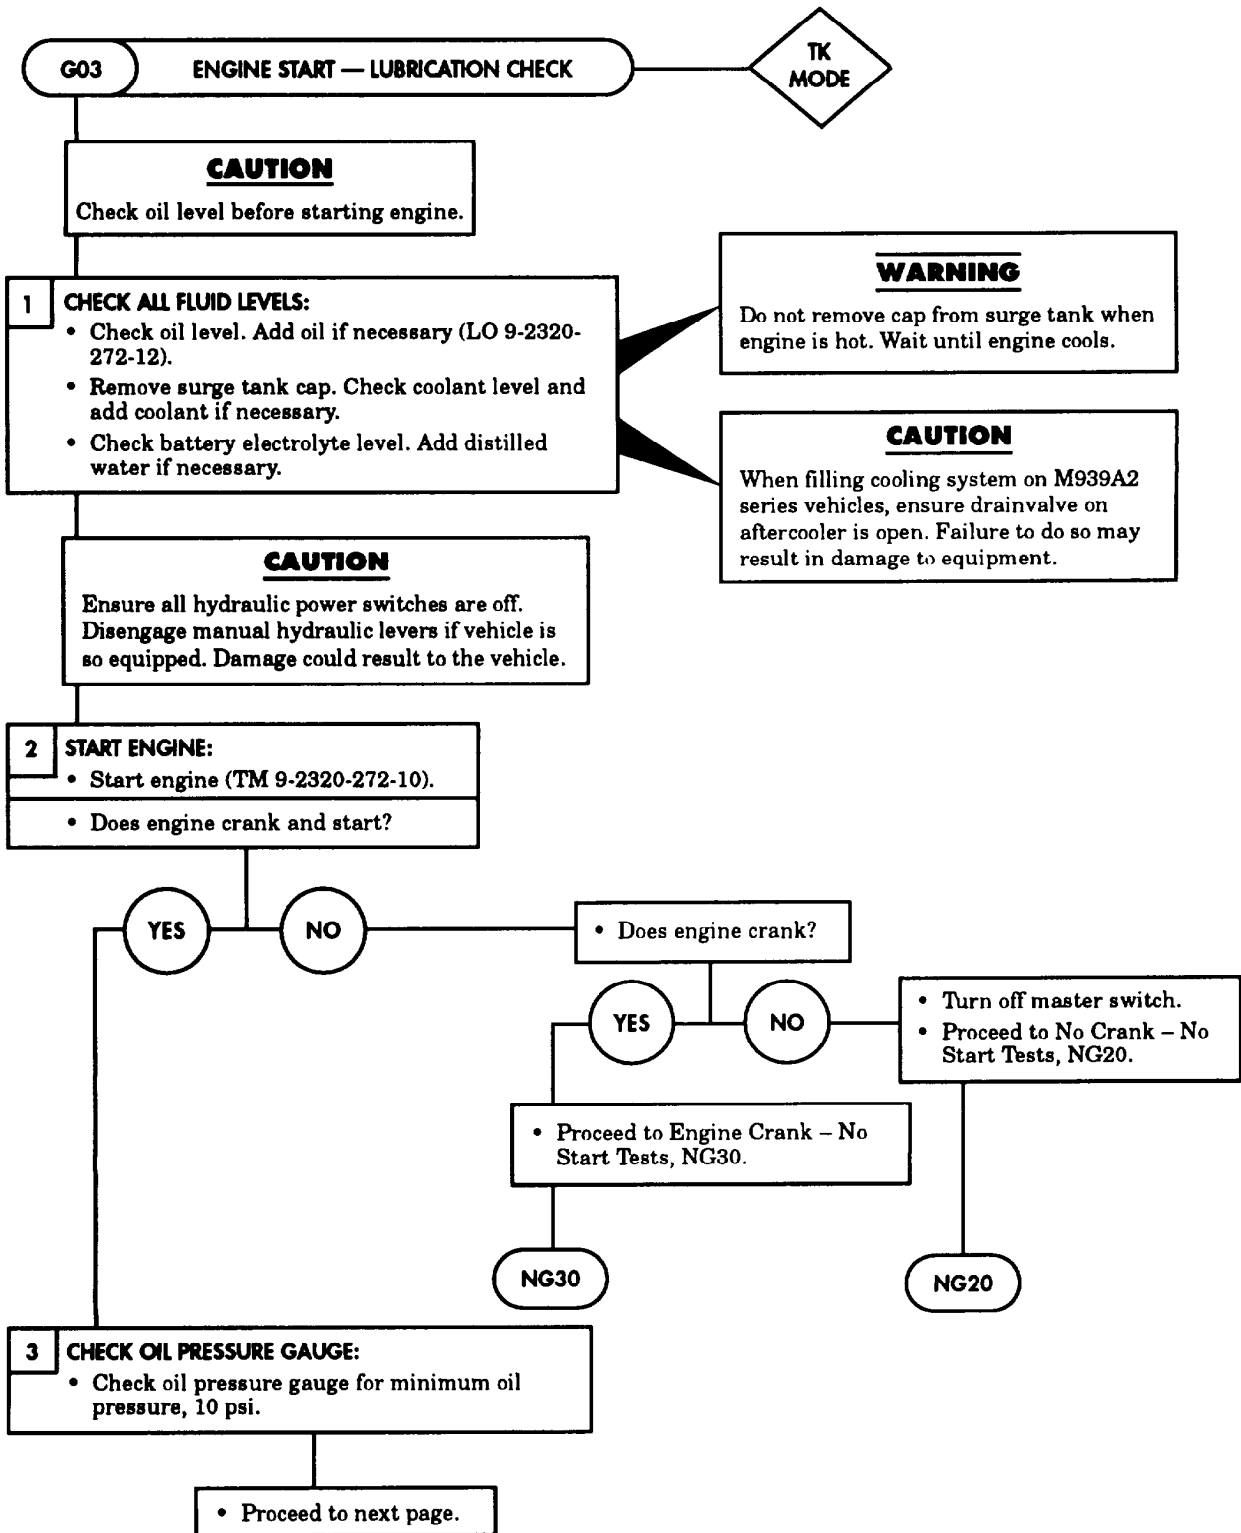 G03
ENGINE START — LUBRICATION CHECK
TK
MODE
CAUTION
Check oil level before starting engine.
1
CHECK ALL FLUID LEVELS:
• Check oil level. Add oil if necessary (LO 9-2320-
272-12).
• Remove surge tank cap. Check coolant level and
add coolant if necessary.
• Check battery electrolyte level. Add distilled
water if necessary.
WARNING
Do not remove cap from surge tank when
engine is hot. Wait until engine cools.
CAUTION
When filling cooling system on M939A2
series vehicles, ensure drainvalve on
aftercooler is open. Failure to do so may
result in damage to equipment.
CAUTION
Ensure all hydraulic power switches are off.
Disengage manual hydraulic levers if vehicle is
so equipped. Damage could result to the vehicle.
2
START ENGINE:
• Start engine (TM 9-2320-272-10).
• Does engine crank and start?
YES
NO
• Does engine crank?
YES
NO
• Turn off master switch.
• Proceed to No Crank – No
Start Tests, NG20.
• Proceed to Engine Crank – No
Start Tests, NG30.
NG30
NG20
3
CHECK OIL PRESSURE GAUGE:
• Check oil pressure gauge for minimum oil
pressure, 10 psi.
• Proceed to next page.